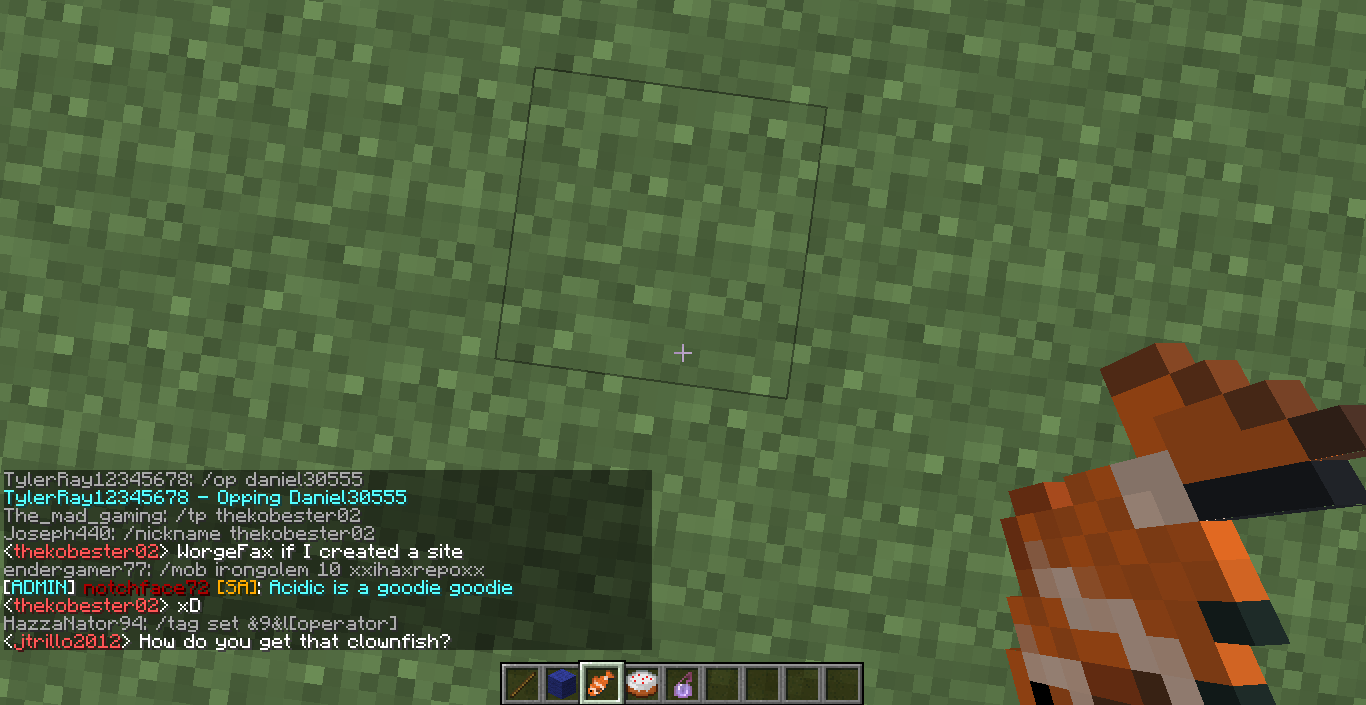 TylerRay12345678: /op daniel30555
TylerRay12345678 - Opping Daniel30555
The_mad_gaming: /tp thekobester02
Joseph440: /nickname thekobester02
<thekobester02> WorgeFax if I created a site
endergamer77: /mob irongolem 10 xxihaxrepoxx
[ADMIN] notchface72 [SA]: Acidic is a goodie goodie
<thekobester02> xD
HazzaNator94: /tag set &9&l[operator]
<jtrillo2012> How do you get that clownfish?